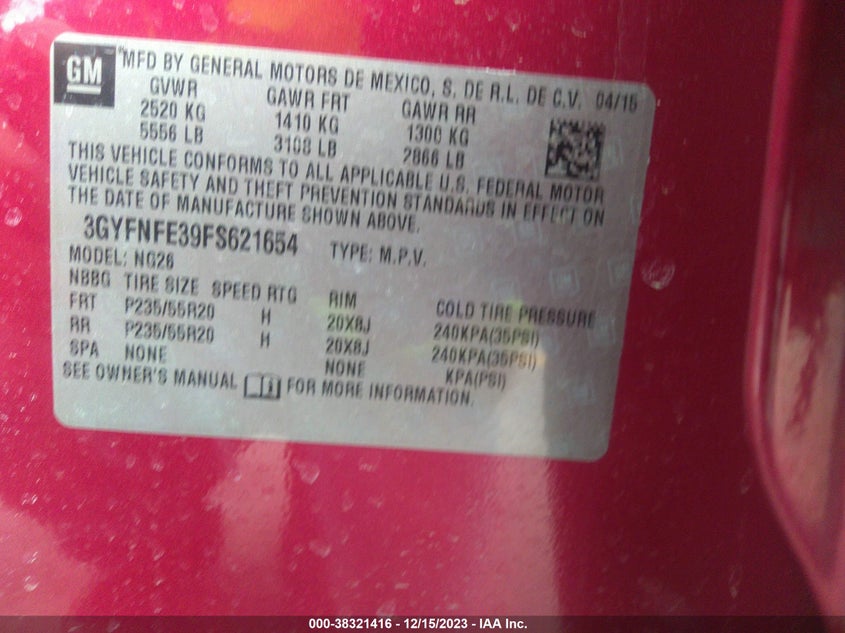 GM
MFD BY GENERAL MOTORS DE MEXICO, S. DE R.L. DE C.V. 04/15
GVWR GAWR FRT GAWR RR
2520 KG 1410 KG 1300 KG
5556 LB 3108 LB 2866 LB
THIS VEHICLE CONFORMS TO ALL APPLICABLE U.S. FEDERAL MOTOR
VEHICLE SAFETY AND THEFT PREVENTION STANDARDS IN EFFECT ON
THE DATE OF MANUFACTURE SHOWN ABOVE.
3GYFNFE39FS621654 TYPE: M.P.V.
MODEL: NG26
NBBG TIRE SIZE SPEED RTG RIM COLD TIRE PRESSURE
FRT P235/55R20 H 20X8J 240KPA(35PSI)
RR P235/55R20 H 20X8J 240KPA(35PSI)
SPA NONE NONE KPA(PSI)
SEE OWNER'S MANUAL FOR MORE INFORMATION.
000-38321416 - 12/15/2023 - IAA Inc.